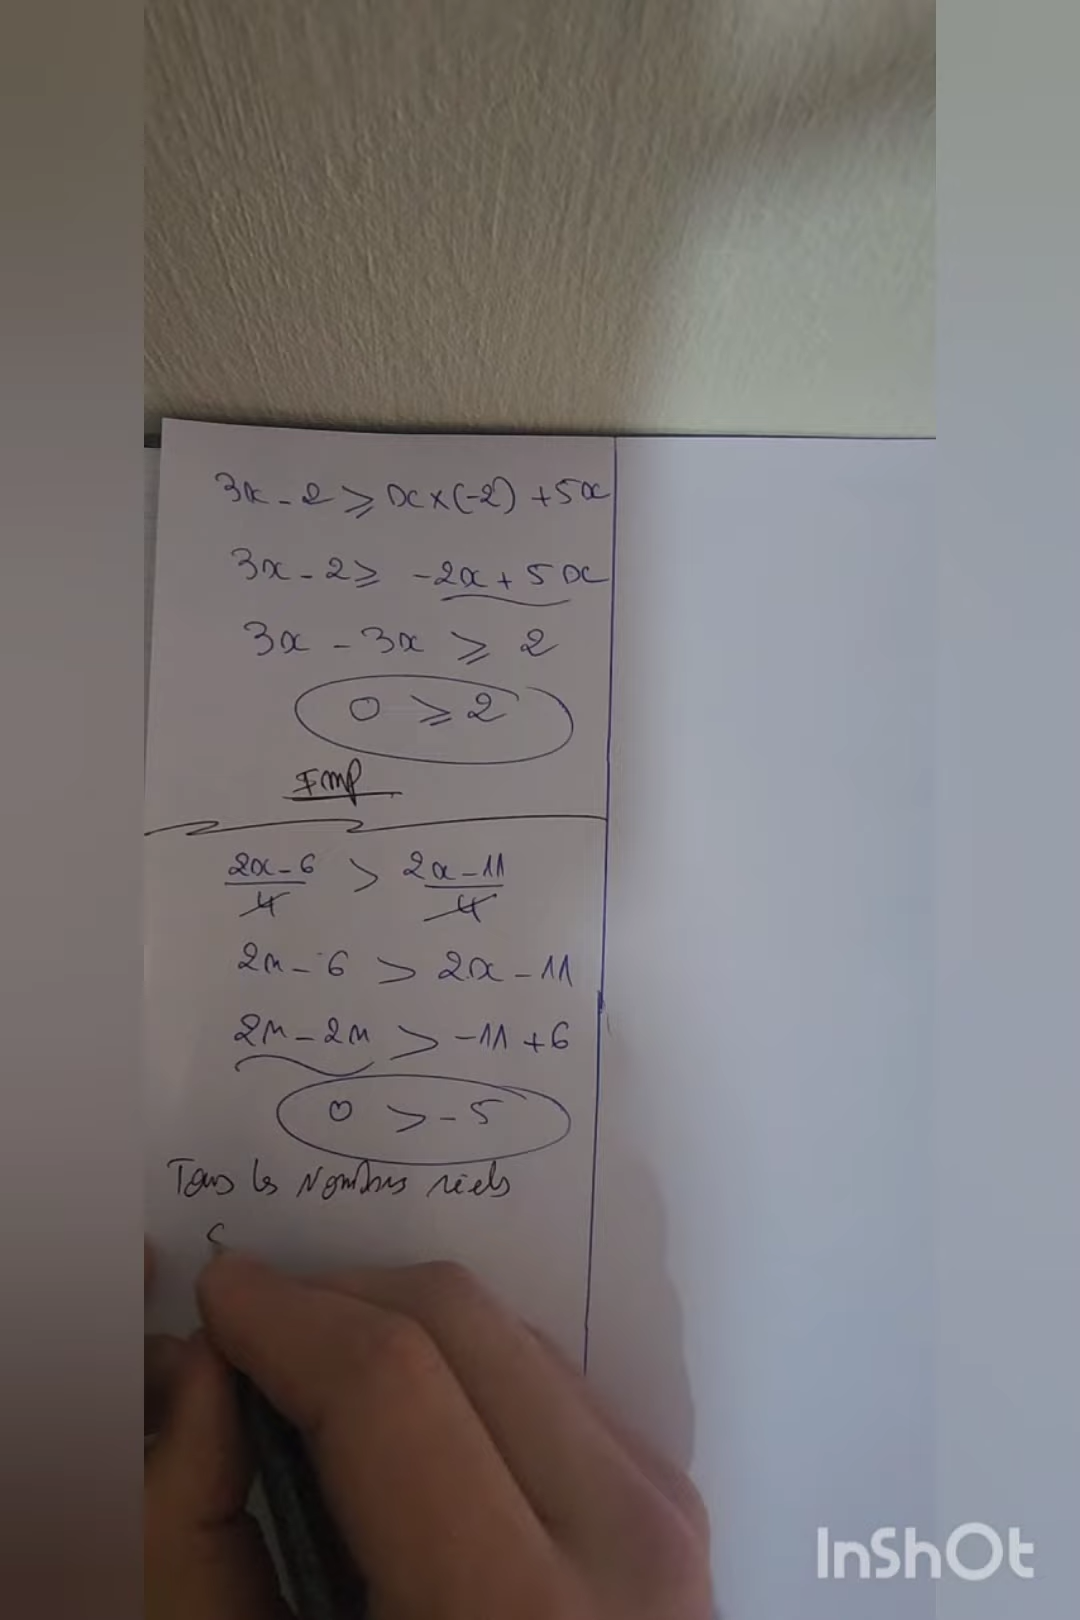 3x - 2 ⩾ x×(-2) + 5x
3x - 2 ⩾ -2x + 5x
3x - 3x ⩾ 2
0 ⩾ 2
Imp
2x-6/4 > 2x-11/4
2x - 6 > 2x - 11
2x - 2x > -11 + 6
0 > -5
Tous les Nombres réels
InShOt